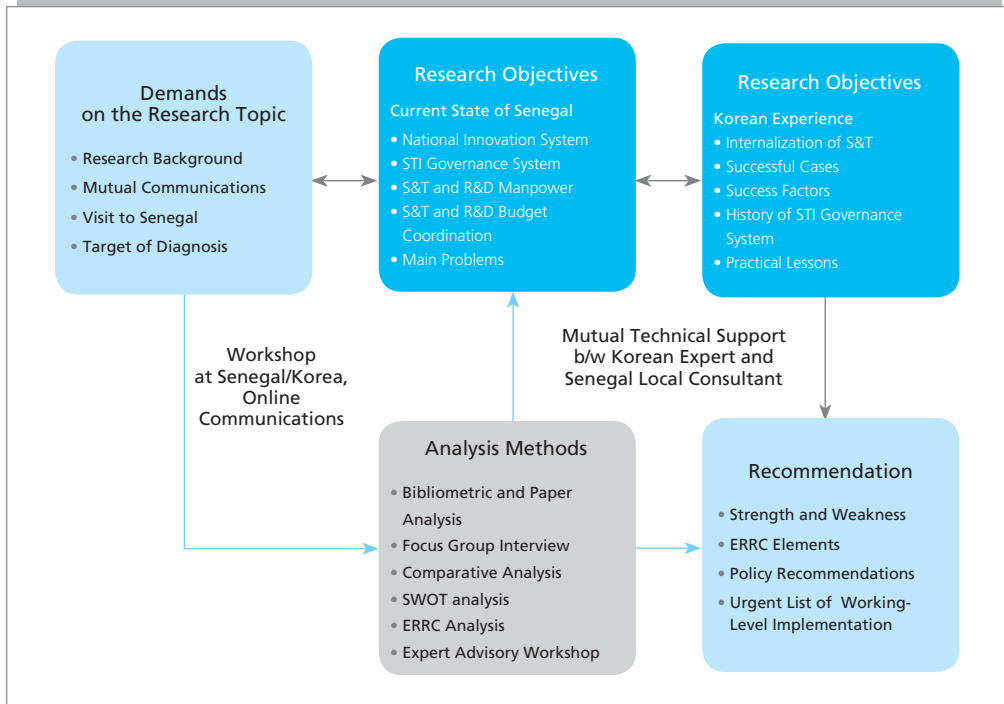 Demands
on the Research Topic
• Research Background
• Mutual Communications
• Visit to Senegal
• Target of Diagnosis
Research Objectives
Current State of Senegal
• National Innovation System
• STI Governance System
• S&T and R&D Manpower
• S&T and R&D Budget
Coordination
• Main Problems
Research Objectives
Korean Experience
• Internalization of S&T
• Successful Cases
• Success Factors
• History of STI Governance
System
• Practical Lessons
Workshop
at Senegal/Korea,
Online
Communications
Mutual Technical Support
b/w Korean Expert and
Senegal Local Consultant
Analysis Methods
• Bibliometric and Paper
Analysis
• Focus Group Interview
• Comparative Analysis
• SWOT analysis
• ERRC Analysis
• Expert Advisory Workshop
Recommendation
• Strength and Weakness
• ERRC Elements
• Policy Recommendations
• Urgent List of Working-
Level Implementation